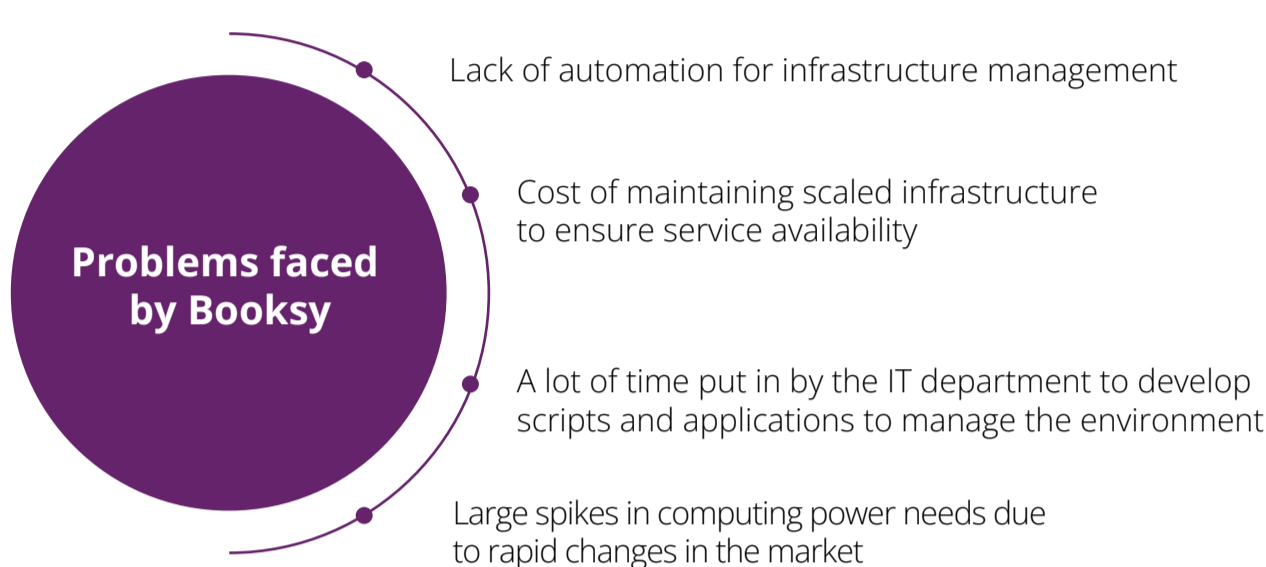 Problems faced
by Booksy
Lack of automation for infrastructure management
Cost of maintaining scaled infrastructure
to ensure service availability
A lot of time put in by the IT department to develop
scripts and applications to manage the environment
Large spikes in computing power needs due
to rapid changes in the market